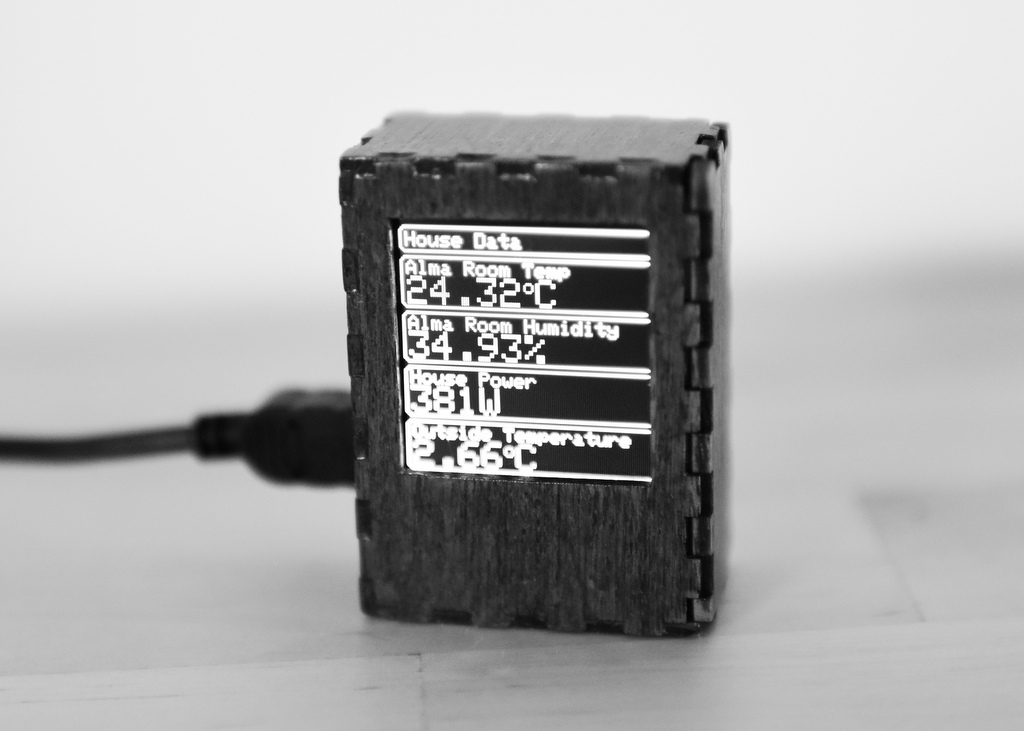 House Data
Alma Room Temp
24.32°C
Alma Room Humidity
34.93%
House Power
381W
Outside Temperature
2.66°C